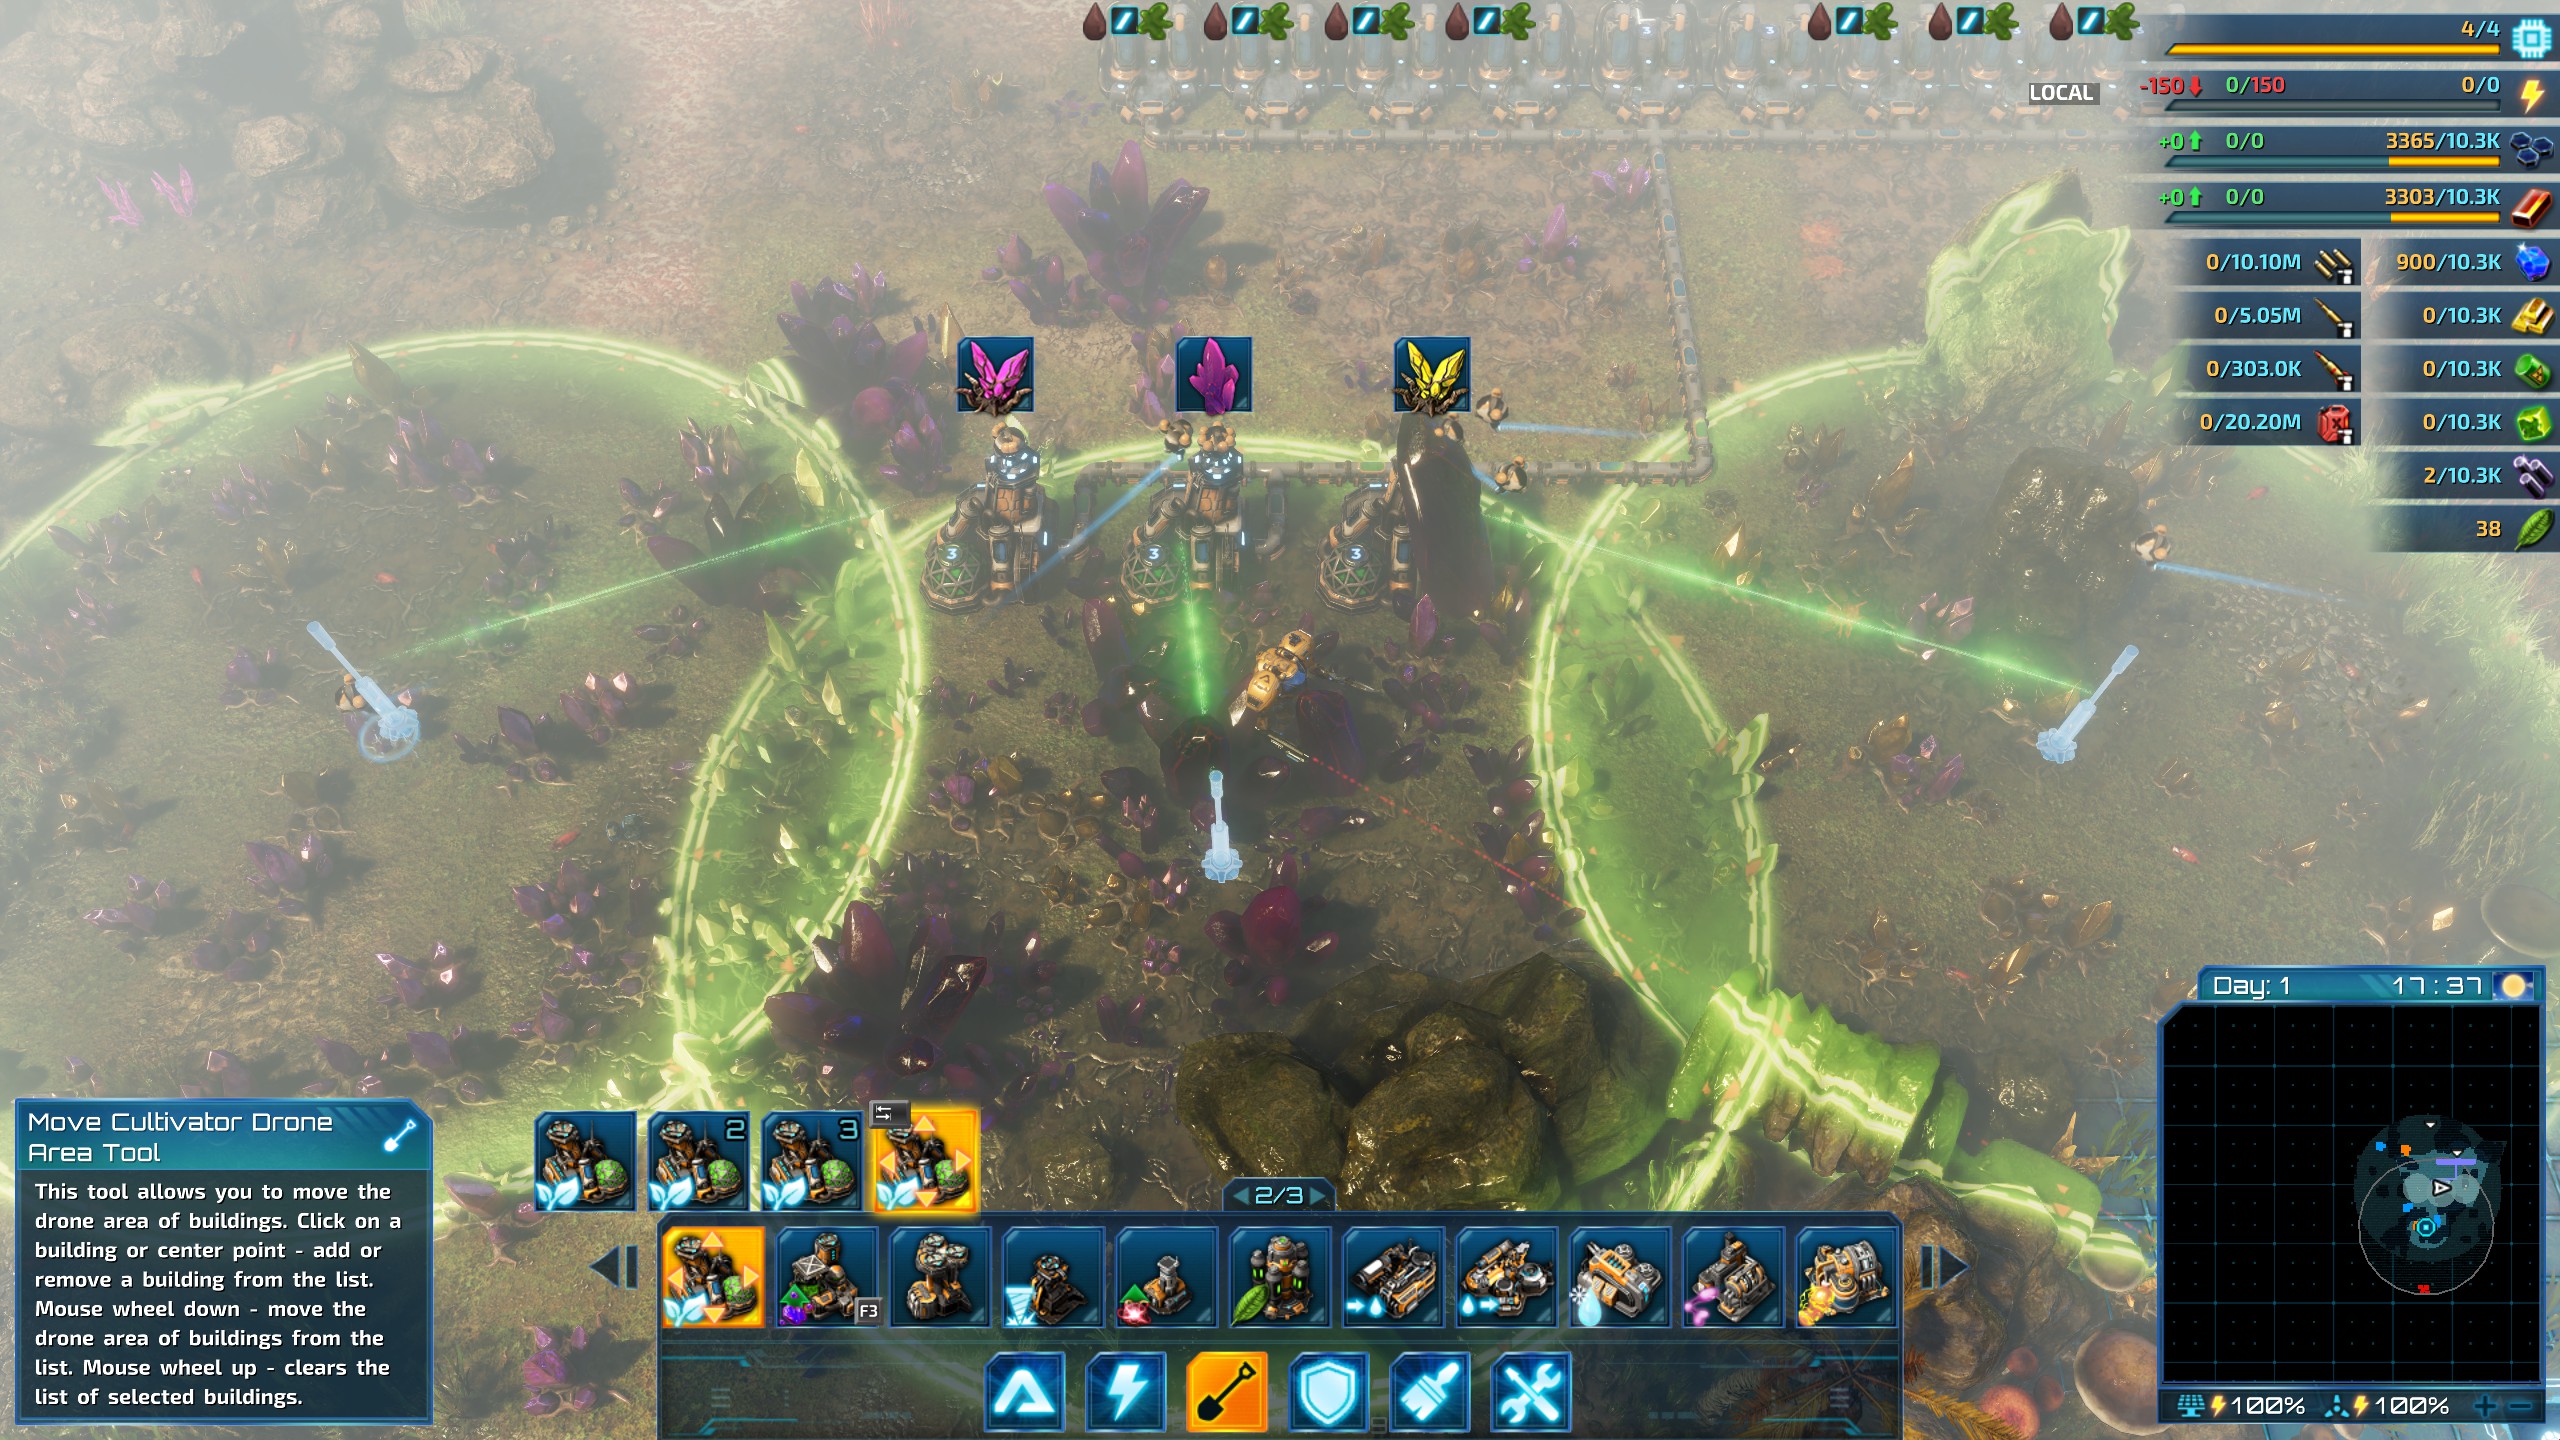 4/4
LOCAL
-150 0/150 0/0
+0 0/0 3365/10.3K
+0 0/0 3303/10.3K
0/10.10M 900/10.3K
0/5.05M 0/10.3K
0/303.0K 0/10.3K
0/20.20M 0/10.3K
2/10.3K
38
3
3
3
Day: 1 17:37
Move Cultivator Drone
Area Tool
This tool allows you to move the
drone area of buildings. Click on a
building or center point - add or
remove a building from the list.
Mouse wheel down - move the
drone area of buildings from the
list. Mouse wheel up - clears the
list of selected buildings.
2
3
2/3
F3
100% 100%